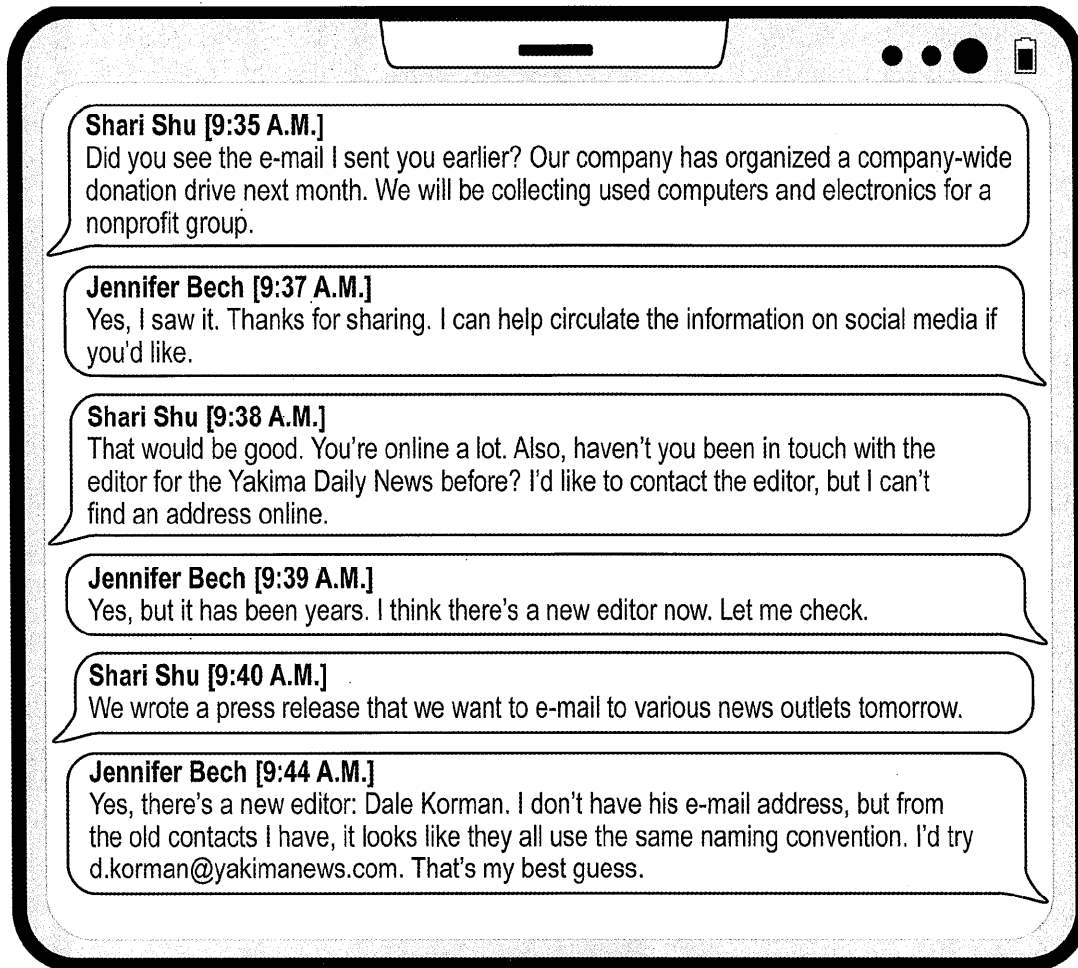 Shari Shu [9:35 A.M.]
Did you see the e-mail I sent you earlier? Our company has organized a company-wide
donation drive next month. We will be collecting used computers and electronics for a
nonprofit group.
Jennifer Bech [9:37 A.M.]
Yes, I saw it. Thanks for sharing. I can help circulate the information on social media if
you'd like.
Shari Shu [9:38 A.M.]
That would be good. You're online a lot. Also, haven't you been in touch with the
editor for the Yakima Daily News before? I'd like to contact the editor, but I can't
find an address online.
Jennifer Bech [9:39 A.M.]
Yes, but it has been years. I think there's a new editor now. Let me check.
Shari Shu [9:40 A.M.]
We wrote a press release that we want to e-mail to various news outlets tomorrow.
Jennifer Bech [9:44 A.M.]
Yes, there's a new editor: Dale Korman. I don't have his e-mail address, but from
the old contacts I have, it looks like they all use the same naming convention. I'd try
d.korman@yakimanews.com. That's my best guess.